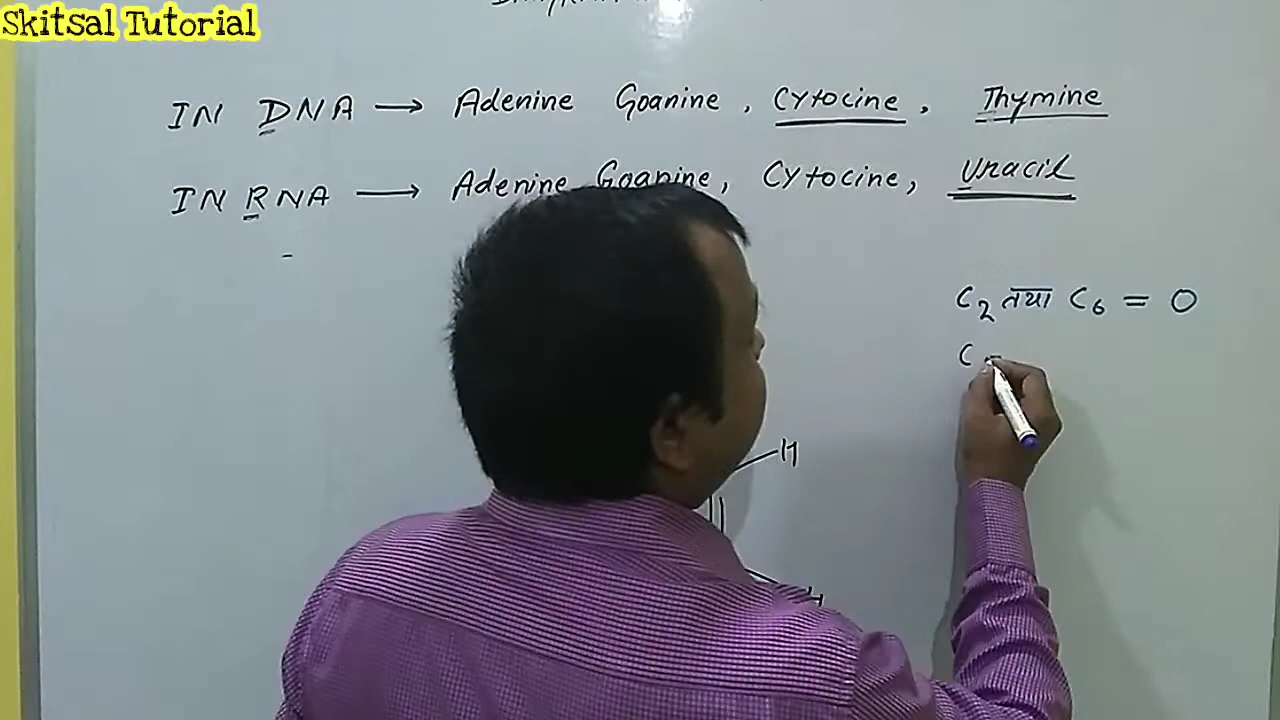 Skitsal Tutorial
IN DNA → Adenine Goanine, Cytocine, Thymine
IN RNA → Adenine Goanine, Cytocine, Uracil
C2 तथा C6 = O
C
H
H